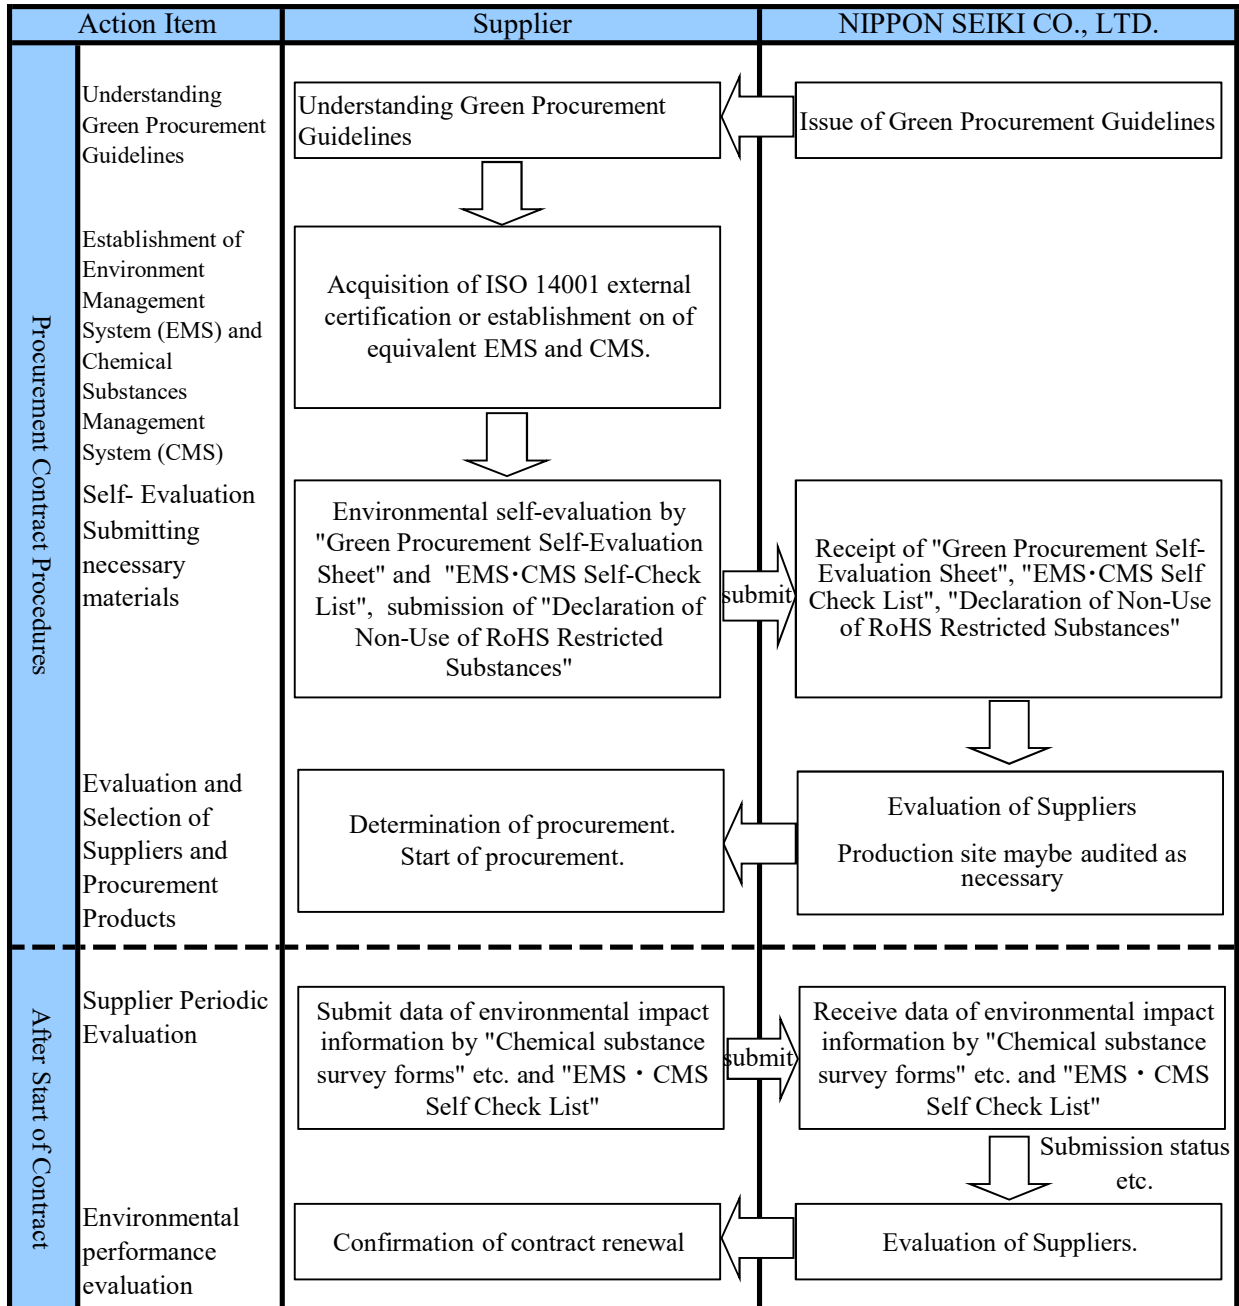 Action Item
Supplier
NIPPON SEIKI CO., LTD.
Procurement Contract Procedures
Understanding
Green Procurement
Guidelines
Understanding Green Procurement
Guidelines
Issue of Green Procurement Guidelines
Establishment of
Environment
Management
System (EMS) and
Chemical
Substances
Management
System (CMS)
Acquisition of ISO 14001 external
certification or establishment on of
equivalent EMS and CMS.
Self- Evaluation
Submitting
necessary
materials
Environmental self-evaluation by
"Green Procurement Self-Evaluation
Sheet" and "EMS･CMS Self-Check
List", submission of "Declaration of
Non-Use of RoHS Restricted
Substances"
submit
Receipt of "Green Procurement Self-
Evaluation Sheet", "EMS･CMS Self
Check List", "Declaration of Non-Use
of RoHS Restricted Substances"
Evaluation and
Selection of
Suppliers and
Procurement
Products
Determination of procurement.
Start of procurement.
Evaluation of Suppliers
Production site maybe audited as
necessary
After Start of Contract
Supplier Periodic
Evaluation
Submit data of environmental impact
information by "Chemical substance
survey forms" etc. and "EMS・CMS
Self Check List"
submit
Receive data of environmental impact
information by "Chemical substance
survey forms" etc. and "EMS・CMS
Self Check List"
Submission status
etc.
Environmental
performance
evaluation
Confirmation of contract renewal
Evaluation of Suppliers.